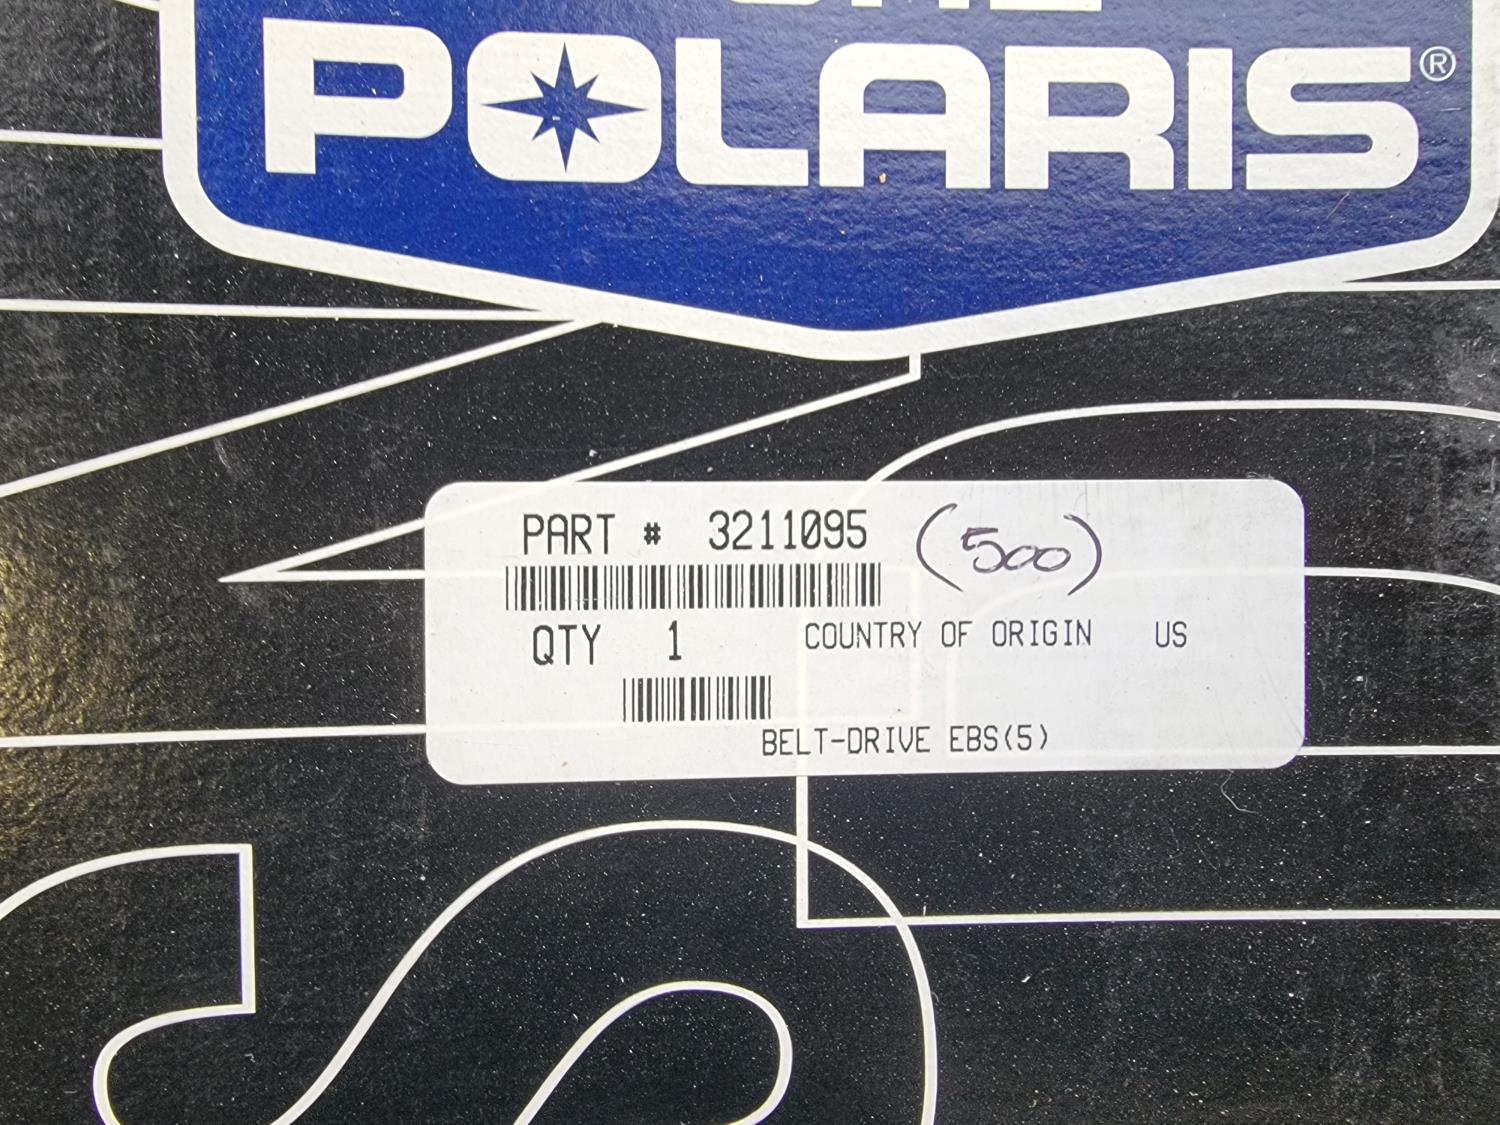 POLARIS®
PART # 3211095 (500)
QTY 1 COUNTRY OF ORIGIN US
BELT-DRIVE EBS(5)